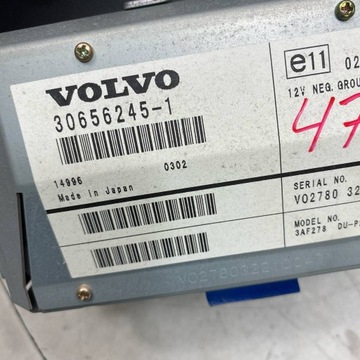 VOLVO
30656245-1
14996 0302
Made in Japan
e11 02
12V NEG. GROU
47
SERIAL NO.
VO2780 32
MODEL NO.
3AF278 DU-P